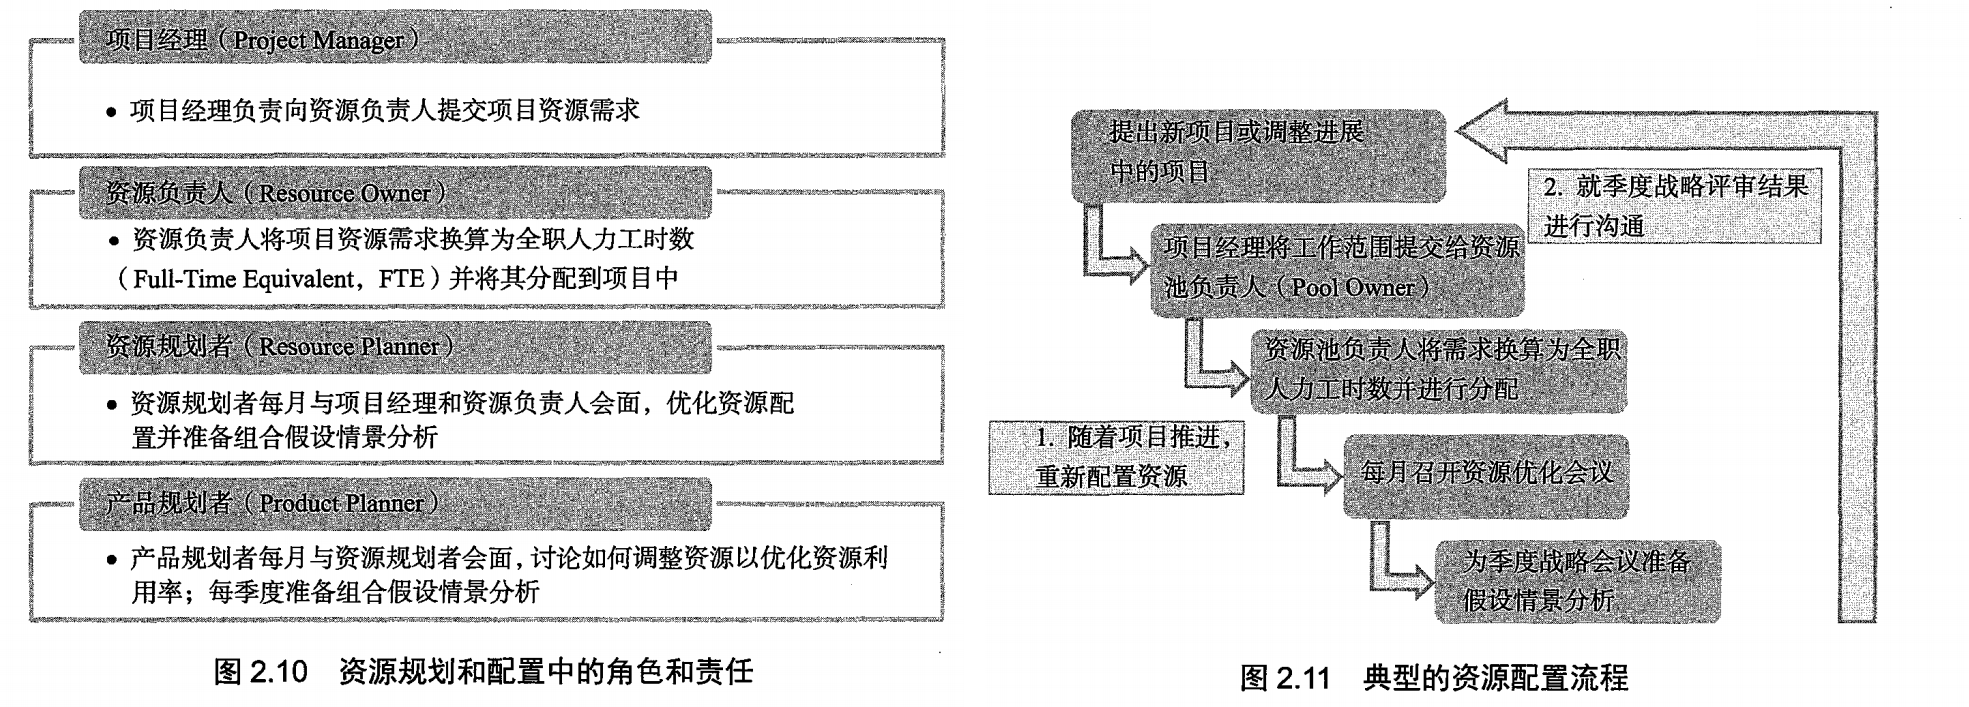 项目经理（Project Manager）
• 项目经理负责向资源负责人提交项目资源需求
资源负责人（Resource Owner）
• 资源负责人将项目资源需求换算为全职人力工时数
（Full-Time Equivalent，FTE）并将其分配到项目中
资源规划者（Resource Planner）
• 资源规划者每月与项目经理和资源负责人会面，优化资源配
置并准备组合假设情景分析
产品规划者（Product Planner）
• 产品规划者每月与资源规划者会面，讨论如何调整资源以优化资源利
用率；每季度准备组合假设情景分析
图 2.10 资源规划和配置中的角色和责任
提出新项目或调整进展
中的项目
2. 就季度战略评审结果
进行沟通
项目经理将工作范围提交给资源
池负责人（Pool Owner）
资源池负责人将需求换算为全职
人力工时数并进行分配
1. 随着项目推进，
重新配置资源
每月召开资源优化会议
为季度战略会议准备
假设情景分析
图 2.11 典型的资源配置流程